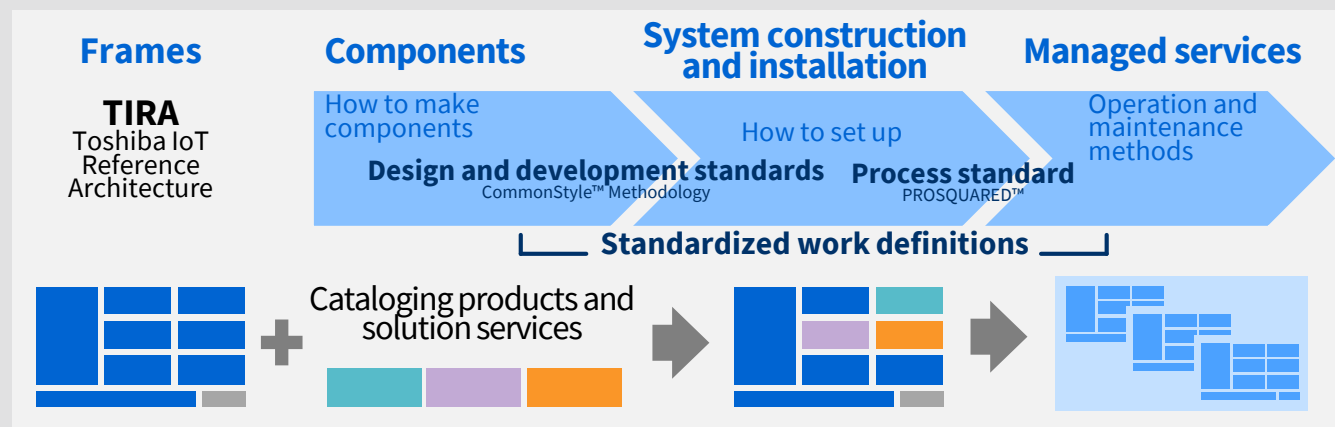 Frames
TIRA
Toshiba IoT
Reference
Architecture
Components
How to make
components
System construction
and installation
How to set up
Managed services
Operation and
maintenance
methods
Design and development standards
CommonStyle™ Methodology
Process standard
PROSQUARED™
Standardized work definitions
Cataloging products and
solution services